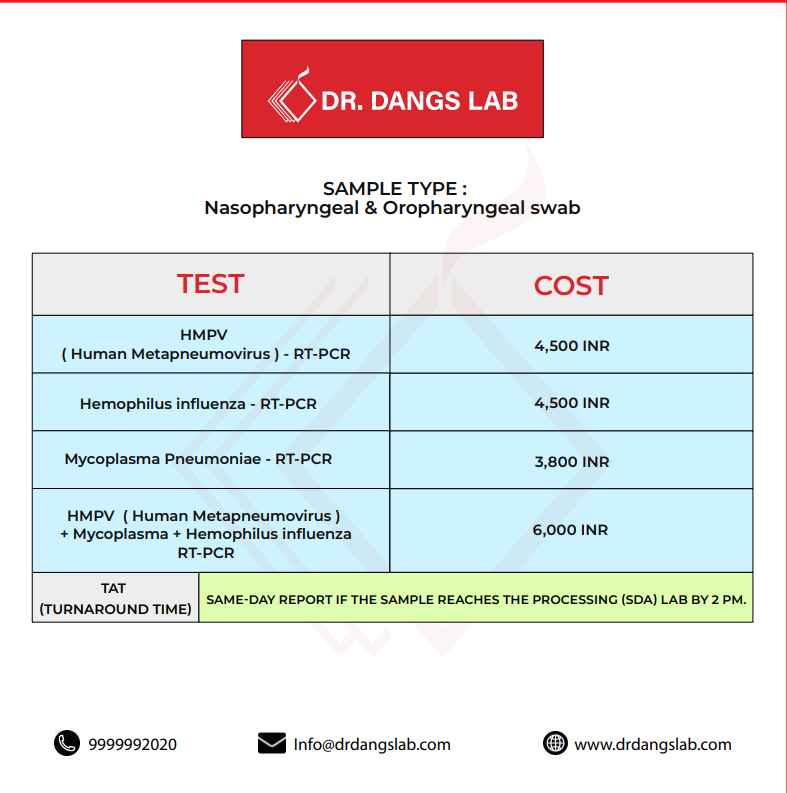 DR. DANGS LAB
SAMPLE TYPE :
Nasopharyngeal & Oropharyngeal swab
TEST
COST
HMPV
( Human Metapneumovirus ) - RT-PCR
4,500 INR
Hemophilus influenza - RT-PCR
4,500 INR
Mycoplasma Pneumoniae - RT-PCR
3,800 INR
HMPV ( Human Metapneumovirus )
+ Mycoplasma + Hemophilus influenza
RT-PCR
6,000 INR
TAT
(TURNAROUND TIME)
SAME-DAY REPORT IF THE SAMPLE REACHES THE PROCESSING (SDA) LAB BY 2 PM.
9999992020
Info@drdangslab.com
www.drdangslab.com